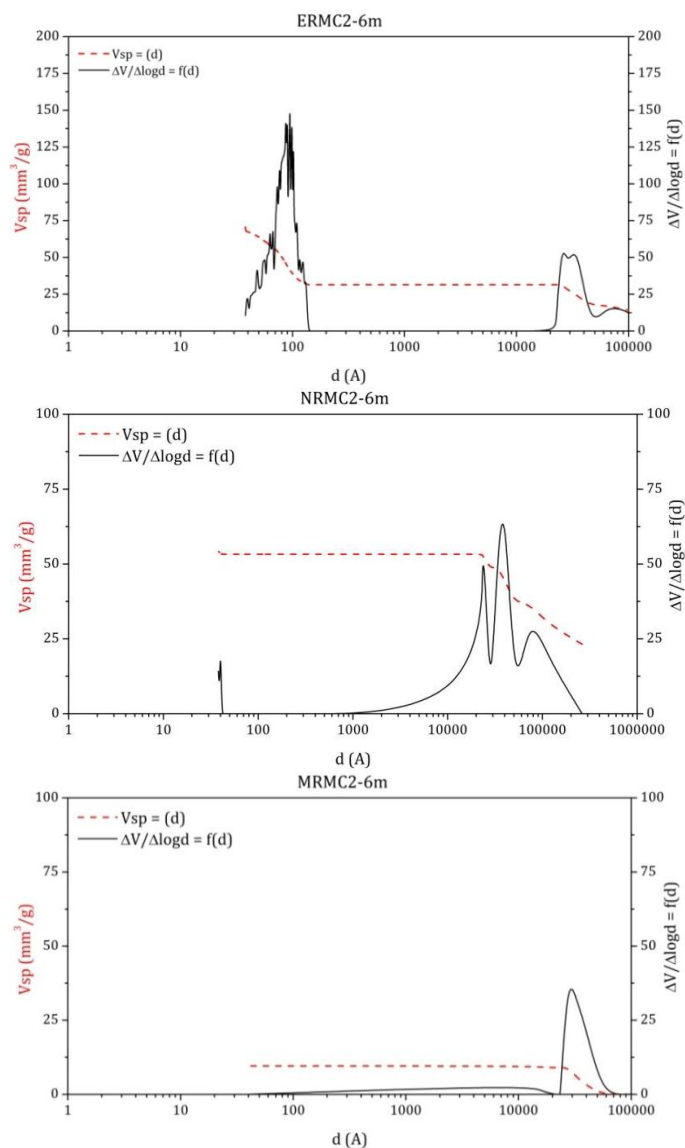 ERMC2-6m
Vsp = (d)
ΔV/Δlogd = f(d)
Vsp (mm³/g)
ΔV/Δlogd = f(d)
200
175
150
125
100
75
50
25
0
200
175
150
125
100
75
50
25
0
1 10 100 1000 10000 100000
d (A)
NRMC2-6m
Vsp = (d)
ΔV/Δlogd = f(d)
Vsp (mm³/g)
ΔV/Δlogd = f(d)
100
75
50
25
0
100
75
50
25
0
1 10 100 1000 10000 100000 1000000
d (A)
MRMC2-6m
Vsp = (d)
ΔV/Δlogd = f(d)
Vsp (mm³/g)
ΔV/Δlogd = f(d)
100
75
50
25
0
100
75
50
25
0
1 10 100 1000 10000 100000
d (A)